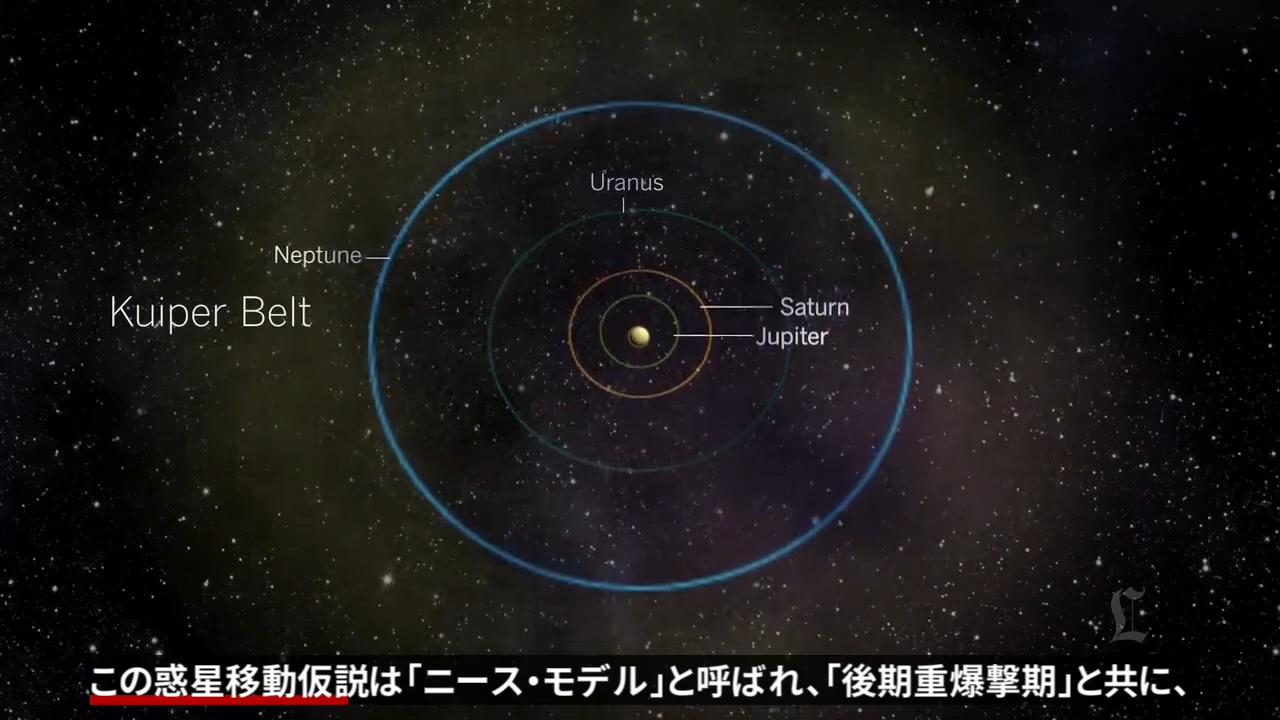 Uranus
Neptune
Kuiper Belt
Saturn
Jupiter
L
この惑星移動仮説は「ニース・モデル」と呼ばれ、「後期重爆撃期」と共に、